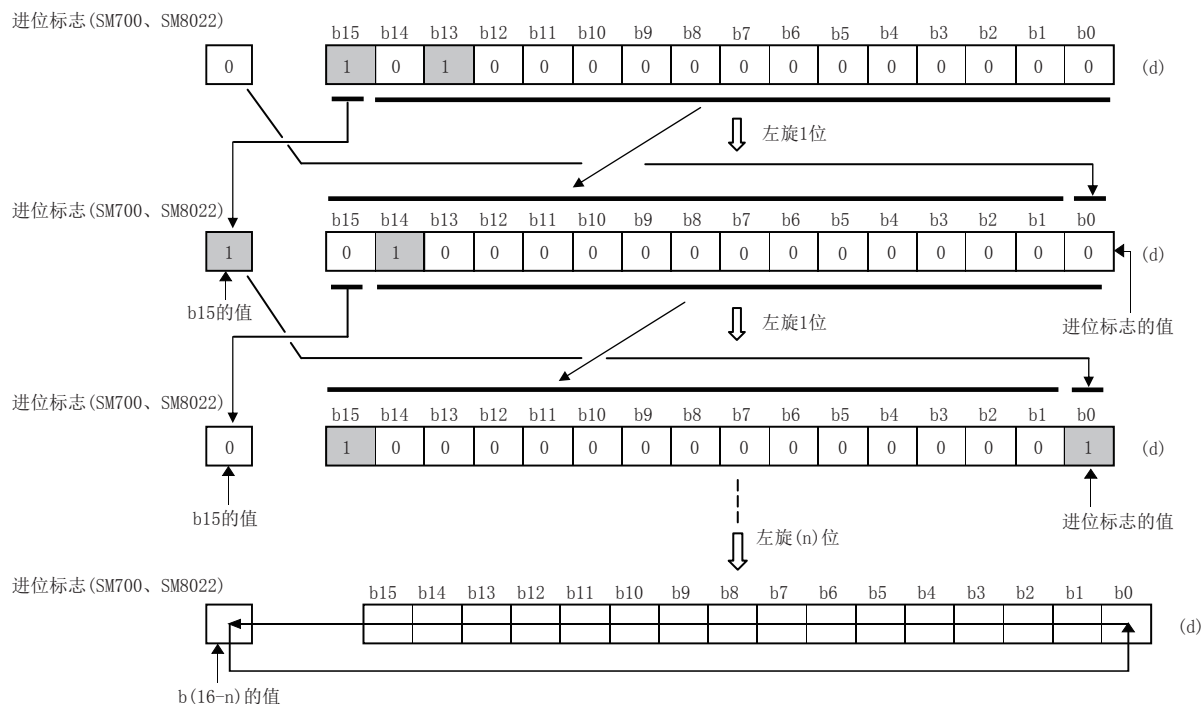 进位标志(SM700、SM8022)
b15 b14 b13 b12 b11 b10 b9 b8 b7 b6 b5 b4 b3 b2 b1 b0
0 1 0 1 0 0 0 0 0 0 0 0 0 0 0 0 0 (d)
左旋1位
进位标志(SM700、SM8022)
b15 b14 b13 b12 b11 b10 b9 b8 b7 b6 b5 b4 b3 b2 b1 b0
1 0 1 0 0 0 0 0 0 0 0 0 0 0 0 0 0 (d)
b15的值
左旋1位
进位标志的值
进位标志(SM700、SM8022)
b15 b14 b13 b12 b11 b10 b9 b8 b7 b6 b5 b4 b3 b2 b1 b0
0 1 0 0 0 0 0 0 0 0 0 0 0 0 0 0 1 (d)
b15的值
进位标志的值
左旋(n)位
进位标志(SM700、SM8022)
b15 b14 b13 b12 b11 b10 b9 b8 b7 b6 b5 b4 b3 b2 b1 b0
(d)
b(16-n)的值